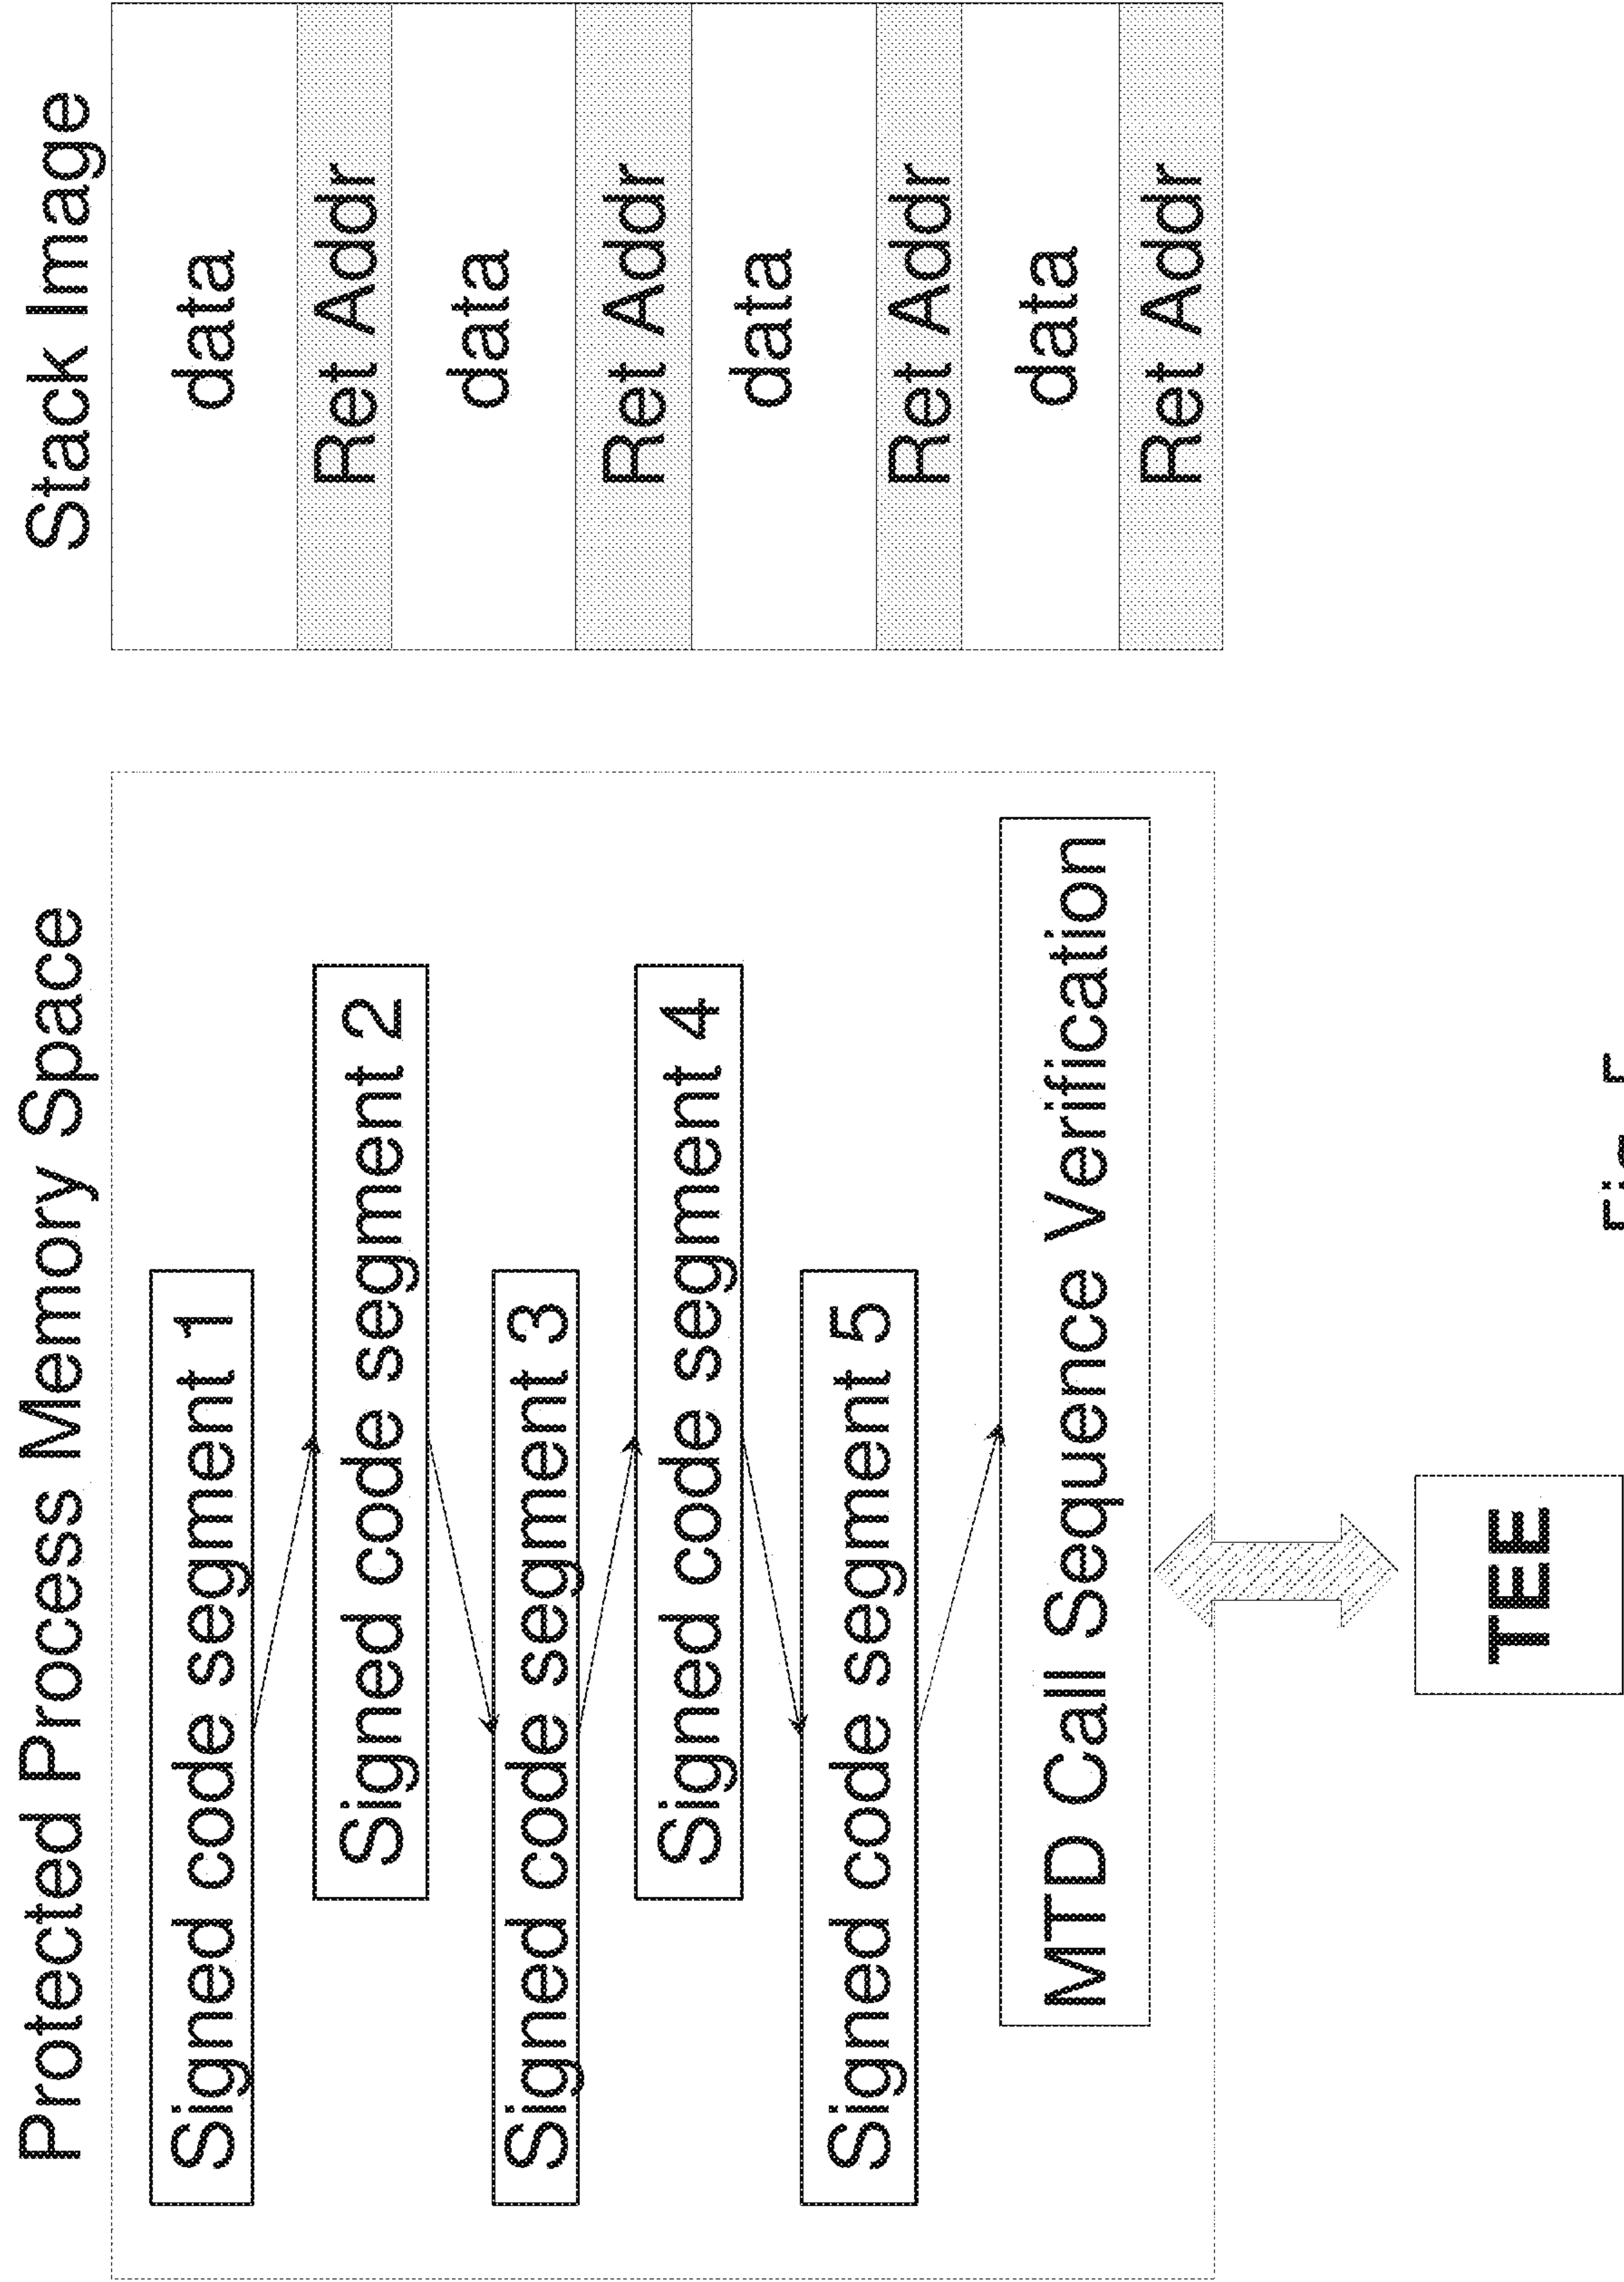 Protected Process Memory Space
Signed code segment 1
Signed code segment 2
Signed code segment 3
Signed code segment 4
Signed code segment 5
MTD Call Sequence Verification
TEE
Stack Image
data
Ret Addr
data
Ret Addr
data
Ret Addr
data
Ret Addr